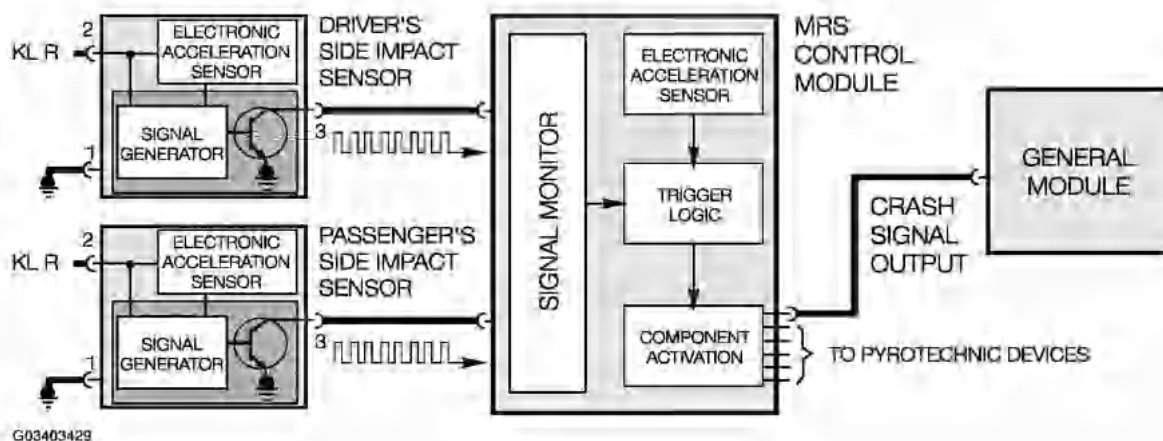 KL R
2
ELECTRONIC
ACCELERATION
SENSOR
SIGNAL
GENERATOR
1
3
DRIVER'S
SIDE IMPACT
SENSOR
KL R
2
ELECTRONIC
ACCELERATION
SENSOR
SIGNAL
GENERATOR
1
3
PASSENGER'S
SIDE IMPACT
SENSOR
SIGNAL MONITOR
ELECTRONIC
ACCELERATION
SENSOR
TRIGGER
LOGIC
COMPONENT
ACTIVATION
MRS
CONTROL
MODULE
CRASH
SIGNAL
OUTPUT
GENERAL
MODULE
TO PYROTECHNIC DEVICES
G03403429